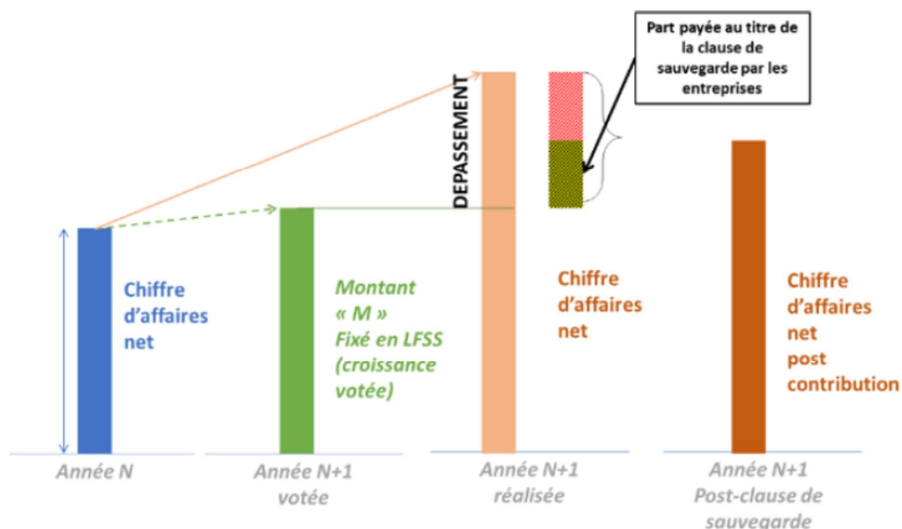 Part payée au titre de
la clause de
sauvegarde par les
entreprises
DEPASSEMENT
Chiffre
d'affaires
net
Montant
« M »
Fixé en LFSS
(croissance
votée)
Chiffre
d'affaires
net
Chiffre
d'affaires
net
post
contribution
Année N
Année N+1
votée
Année N+1
réalisée
Année N+1
Post-clause de
sauvegarde